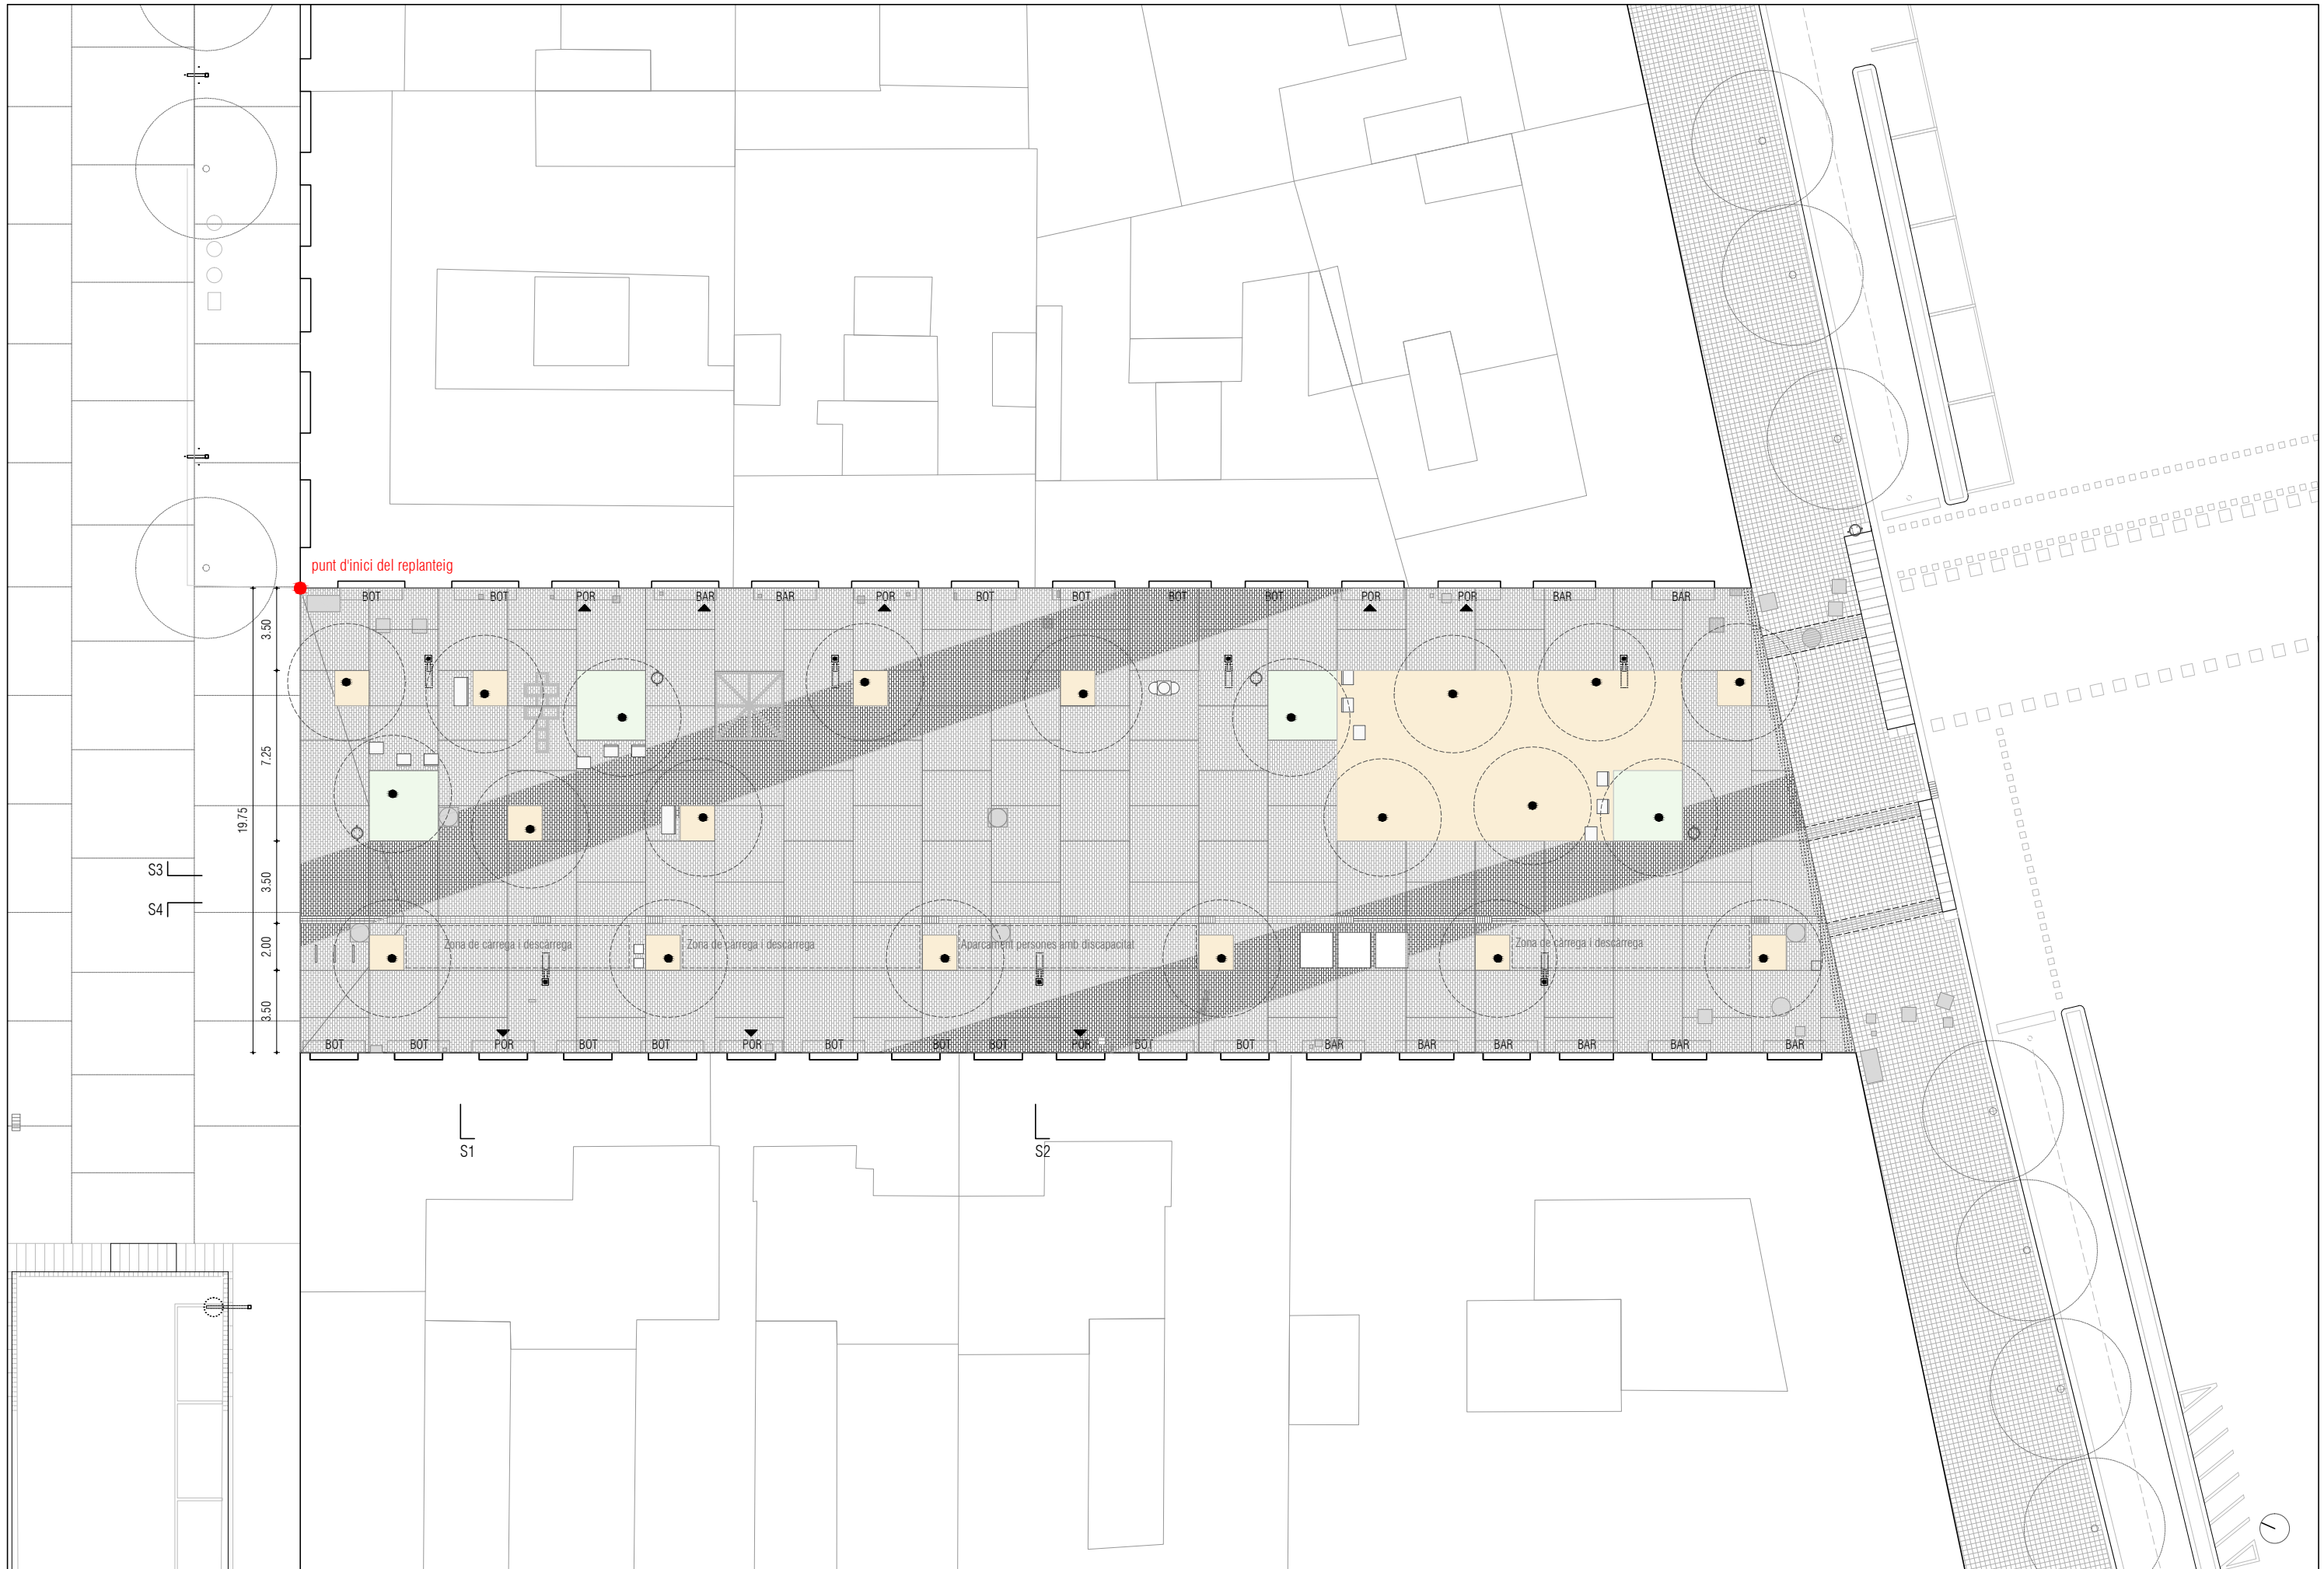 punt d'inici del replanteig
BOT BOT POR BAR BAR POR BOT BOT BOT BOT POR POR BAR BAR
3.50
7.25
19.75
3.50
S3
S4
2.00
3.50
Zona de càrrega i descàrrega Zona de càrrega i descàrrega Aparcament persones amb discapacitat Zona de càrrega i descàrrega
BOT BOT POR BOT BOT POR BOT BOT BOT POR BOT BOT BAR BAR BAR BAR BAR BAR
S1 S2